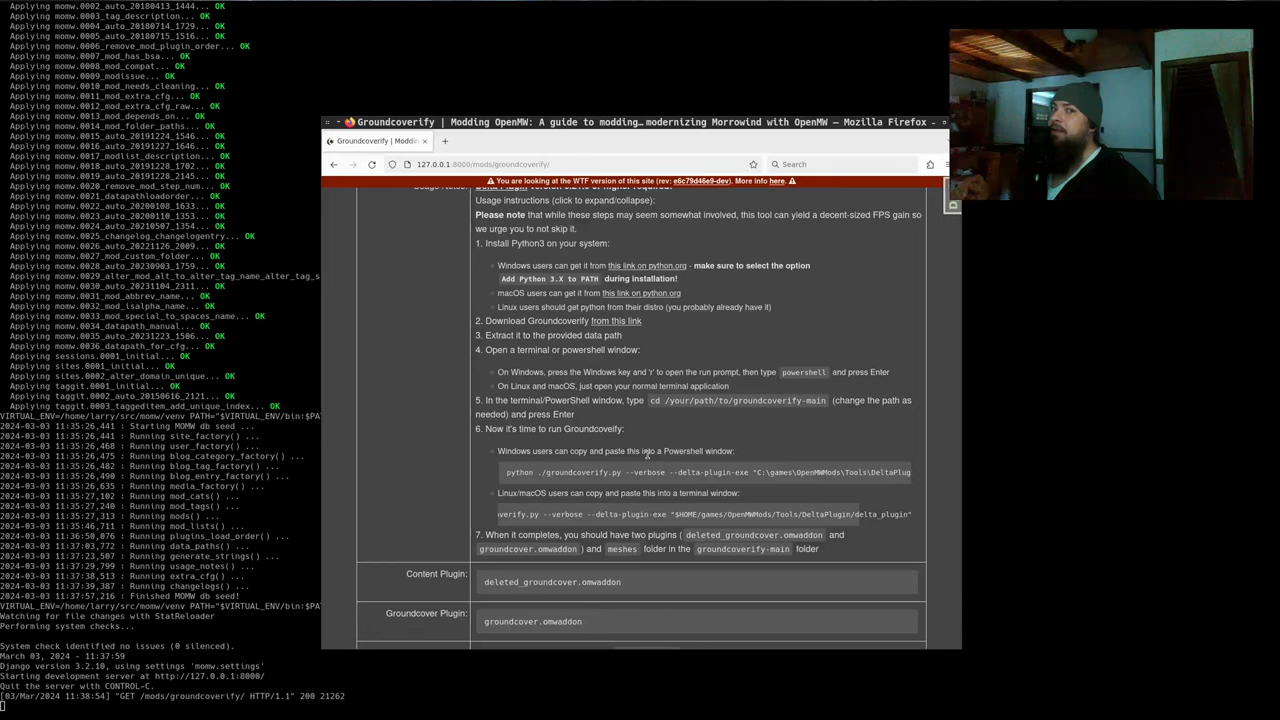 Applying momw.0002_auto_20180413_1444... OK
Applying momw.0003_tag_description... OK
Applying momw.0004_auto_20180714_1729... OK
Applying momw.0005_auto_20180715_1516... OK
Applying momw.0006_remove_mod_plugin_order... OK
Applying momw.0007_mod_has_bsa... OK
Applying momw.0008_mod_compat... OK
Applying momw.0009_modissue... OK
Applying momw.0010_mod_needs_cleaning... OK
Applying momw.0011_mod_extra_cfg... OK
Applying momw.0012_mod_extra_cfg_raw... OK
Applying momw.0013_mod_depends_on... OK
Applying momw.0014_mod_folder_paths... OK
Applying momw.0015_auto_20191224_1546... OK
Applying momw.0016_auto_20191227_1646... OK
Applying momw.0017_modlist_description... OK
Applying momw.0018_auto_20191228_1702... OK
Applying momw.0019_auto_20191228_2145... OK
Applying momw.0020_remove_mod_step_num... OK
Applying momw.0021_datapathloadorder... OK
Applying momw.0022_auto_20200108_1633... OK
Applying momw.0023_auto_20200110_1353... OK
Applying momw.0024_auto_20210507_1354... OK
Applying momw.0025_changelog_changelogentry... OK
Applying momw.0026_auto_20221126_2009... OK
Applying momw.0027_mod_custom_folder... OK
Applying momw.0028_auto_20230903_1759... OK
Applying momw.0029_alter_mod_alt_to_alter_tag_name_alter_tag_s
Applying momw.0030_auto_20231104_2311... OK
Applying momw.0031_mod_abbrev_name... OK
Applying momw.0032_mod_isalpha_name... OK
Applying momw.0033_mod_special_to_spaces_name... OK
Applying momw.0034_datapath_manual... OK
Applying momw.0035_auto_20231223_1506... OK
Applying momw.0036_datapath_for_cfg... OK
Applying sessions.0001_initial... OK
Applying sites.0001_initial... OK
Applying sites.0002_alter_domain_unique... OK
Applying taggit.0001_initial... OK
Applying taggit.0002_auto_20150616_2121... OK
Applying taggit.0003_taggeditem_add_unique_index... OK
VIRTUAL_ENV=/home/larry/src/momw/venv PATH="$VIRTUAL_ENV/bin:$PA
2024-03-03 11:35:26,441 : Starting MOMW db seed ...
2024-03-03 11:35:26,441 : Running site_factory() ...
2024-03-03 11:35:26,468 : Running user_factory() ...
2024-03-03 11:35:26,475 : Running blog_category_factory() ...
2024-03-03 11:35:26,476 : Running blog_tag_factory() ...
2024-03-03 11:35:26,486 : Running blog_entry_factory() ...
2024-03-03 11:35:26,635 : Running media_factory() ...
2024-03-03 11:35:27,102 : Running mod_cats() ...
2024-03-03 11:35:27,240 : Running mod_tags() ...
2024-03-03 11:35:27,313 : Running mods() ...
2024-03-03 11:35:46,711 : Running mod_lists() ...
2024-03-03 11:36:50,076 : Running plugins_load_order() ...
2024-03-03 11:37:03,772 : Running data_paths() ...
2024-03-03 11:37:23,507 : Running generate_strings() ...
2024-03-03 11:37:29,799 : Running usage_notes() ...
2024-03-03 11:37:38,513 : Running extra_cfg() ...
2024-03-03 11:37:39,387 : Running changelogs() ...
2024-03-03 11:37:57,216 : Finished MOMW db seed!
VIRTUAL_ENV=/home/larry/src/momw/venv PATH="$VIRTUAL_ENV/bin:$PA
Watching for file changes with StatReloader
Performing system checks...
System check identified no issues (0 silenced).
March 03, 2024 - 11:37:59
Django version 3.2.10, using settings 'momw.settings'
Starting development server at http://127.0.0.1:8000/
Quit the server with CONTROL-C.
[03/Mar/2024 11:38:54] "GET /mods/groundcoverify/ HTTP/1.1" 200 21262
Groundcoverify | Modding OpenMW: A guide to modding… modernizing Morrowind with OpenMW — Mozilla Firefox
Groundcoverify | Modding
127.0.0.1:8000/mods/groundcoverify/
Search
You are looking at the WTF version of this site (rev: e6c79d46e9-dev). More info here.
Usage instructions (click to expand/collapse):
Please note that while these steps may seem somewhat involved, this tool can yield a decent-sized FPS gain so
we urge you to not skip it.
1. Install Python3 on your system:
Windows users can get it from this link on python.org - make sure to select the option
Add Python 3.X to PATH during installation!
macOS users can get it from this link on python.org
Linux users should get python from their distro (you probably already have it)
2. Download Groundcoverify from this link
3. Extract it to the provided data path
4. Open a terminal or powershell window:
On Windows, press the Windows key and 'r' to open the run prompt, then type powershell and press Enter
On Linux and macOS, just open your normal terminal application
5. In the terminal/PowerShell window, type cd /your/path/to/groundcoverify-main (change the path as
needed) and press Enter
6. Now it's time to run Groundcoveify:
Windows users can copy and paste this into a Powershell window:
python ./groundcoverify.py --verbose --delta-plugin-exe "C:\games\OpenMWMods\Tools\DeltaPlug
Linux/macOS users can copy and paste this into a terminal window:
verify.py --verbose --delta-plugin-exe "$HOME/games/OpenMWMods/Tools/DeltaPlugin/delta_plugin"
7. When it completes, you should have two plugins ( deleted_groundcover.omwaddon and
groundcover.omwaddon ) and meshes folder in the groundcoverify-main folder
Content Plugin: deleted_groundcover.omwaddon
Groundcover Plugin: groundcover.omwaddon